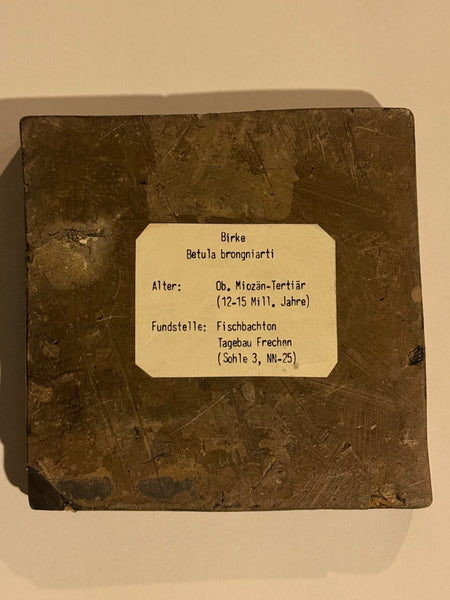 Birke
Betula brongniarti
Alter: Ob. Miozän-Tertiär
(12-15 Mill. Jahre)
Fundstelle: Fischbachton
Tagebau Frechen
(Sohle 3, NN-25)